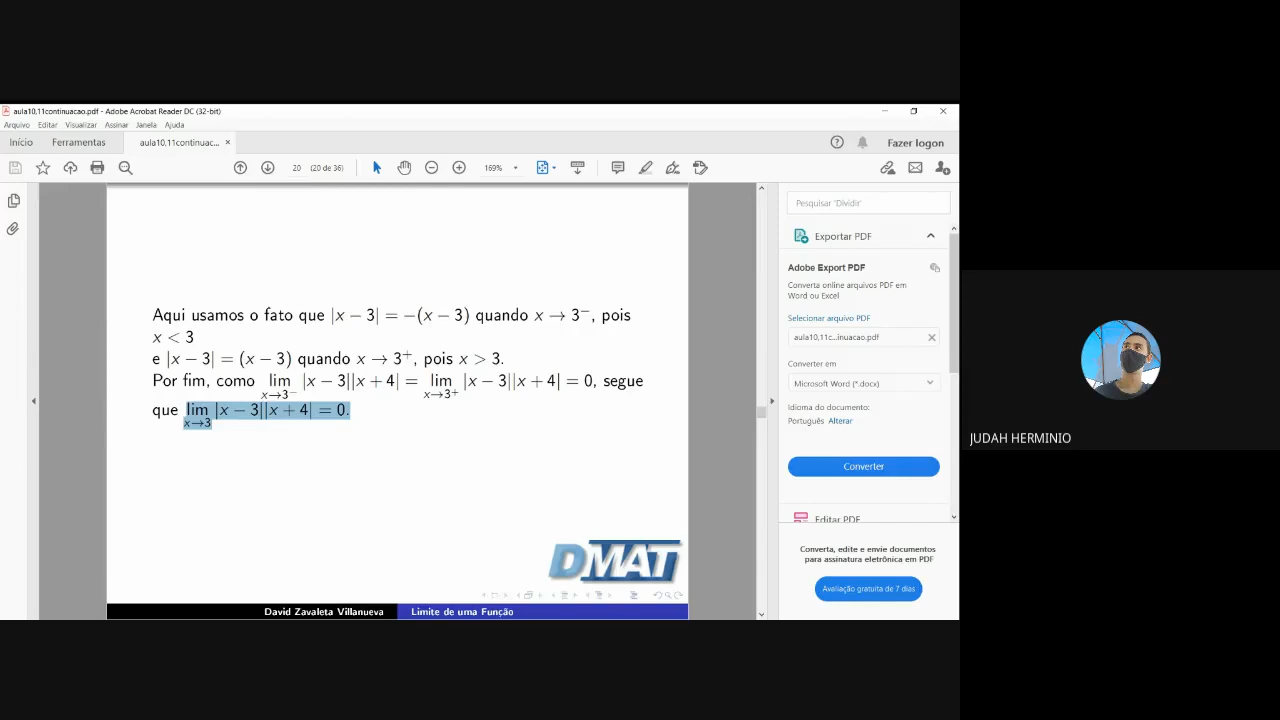 aula10,11continuacao.pdf - Adobe Acrobat Reader DC (32-bit)
Arquivo Editar Visualizar Assinar Janela Ajuda
Início Ferramentas aula10,11continuac... × Fazer logon
20 (20 de 36) 169%
Aqui usamos o fato que |x − 3| = −(x − 3) quando x → 3⁻, pois
x < 3
e |x − 3| = (x − 3) quando x → 3⁺, pois x > 3.
Por fim, como lim |x − 3||x + 4| = lim |x − 3||x + 4| = 0, segue
x→3⁻ x→3⁺
que lim |x − 3||x + 4| = 0.
x→3
DMAT
David Zavaleta Villanueva Limite de uma Função
Pesquisar 'Dividir'
Exportar PDF
Adobe Export PDF
Converta online arquivos PDF em
Word ou Excel
Selecionar arquivo PDF
aula10,11c...inuacao.pdf
Converter em
Microsoft Word (*.docx)
Idioma do documento:
Português Alterar
Converter
Editar PDF
Converta, edite e envie documentos
para assinatura eletrônica em PDF
Avaliação gratuita de 7 dias
JUDAH HERMINIO